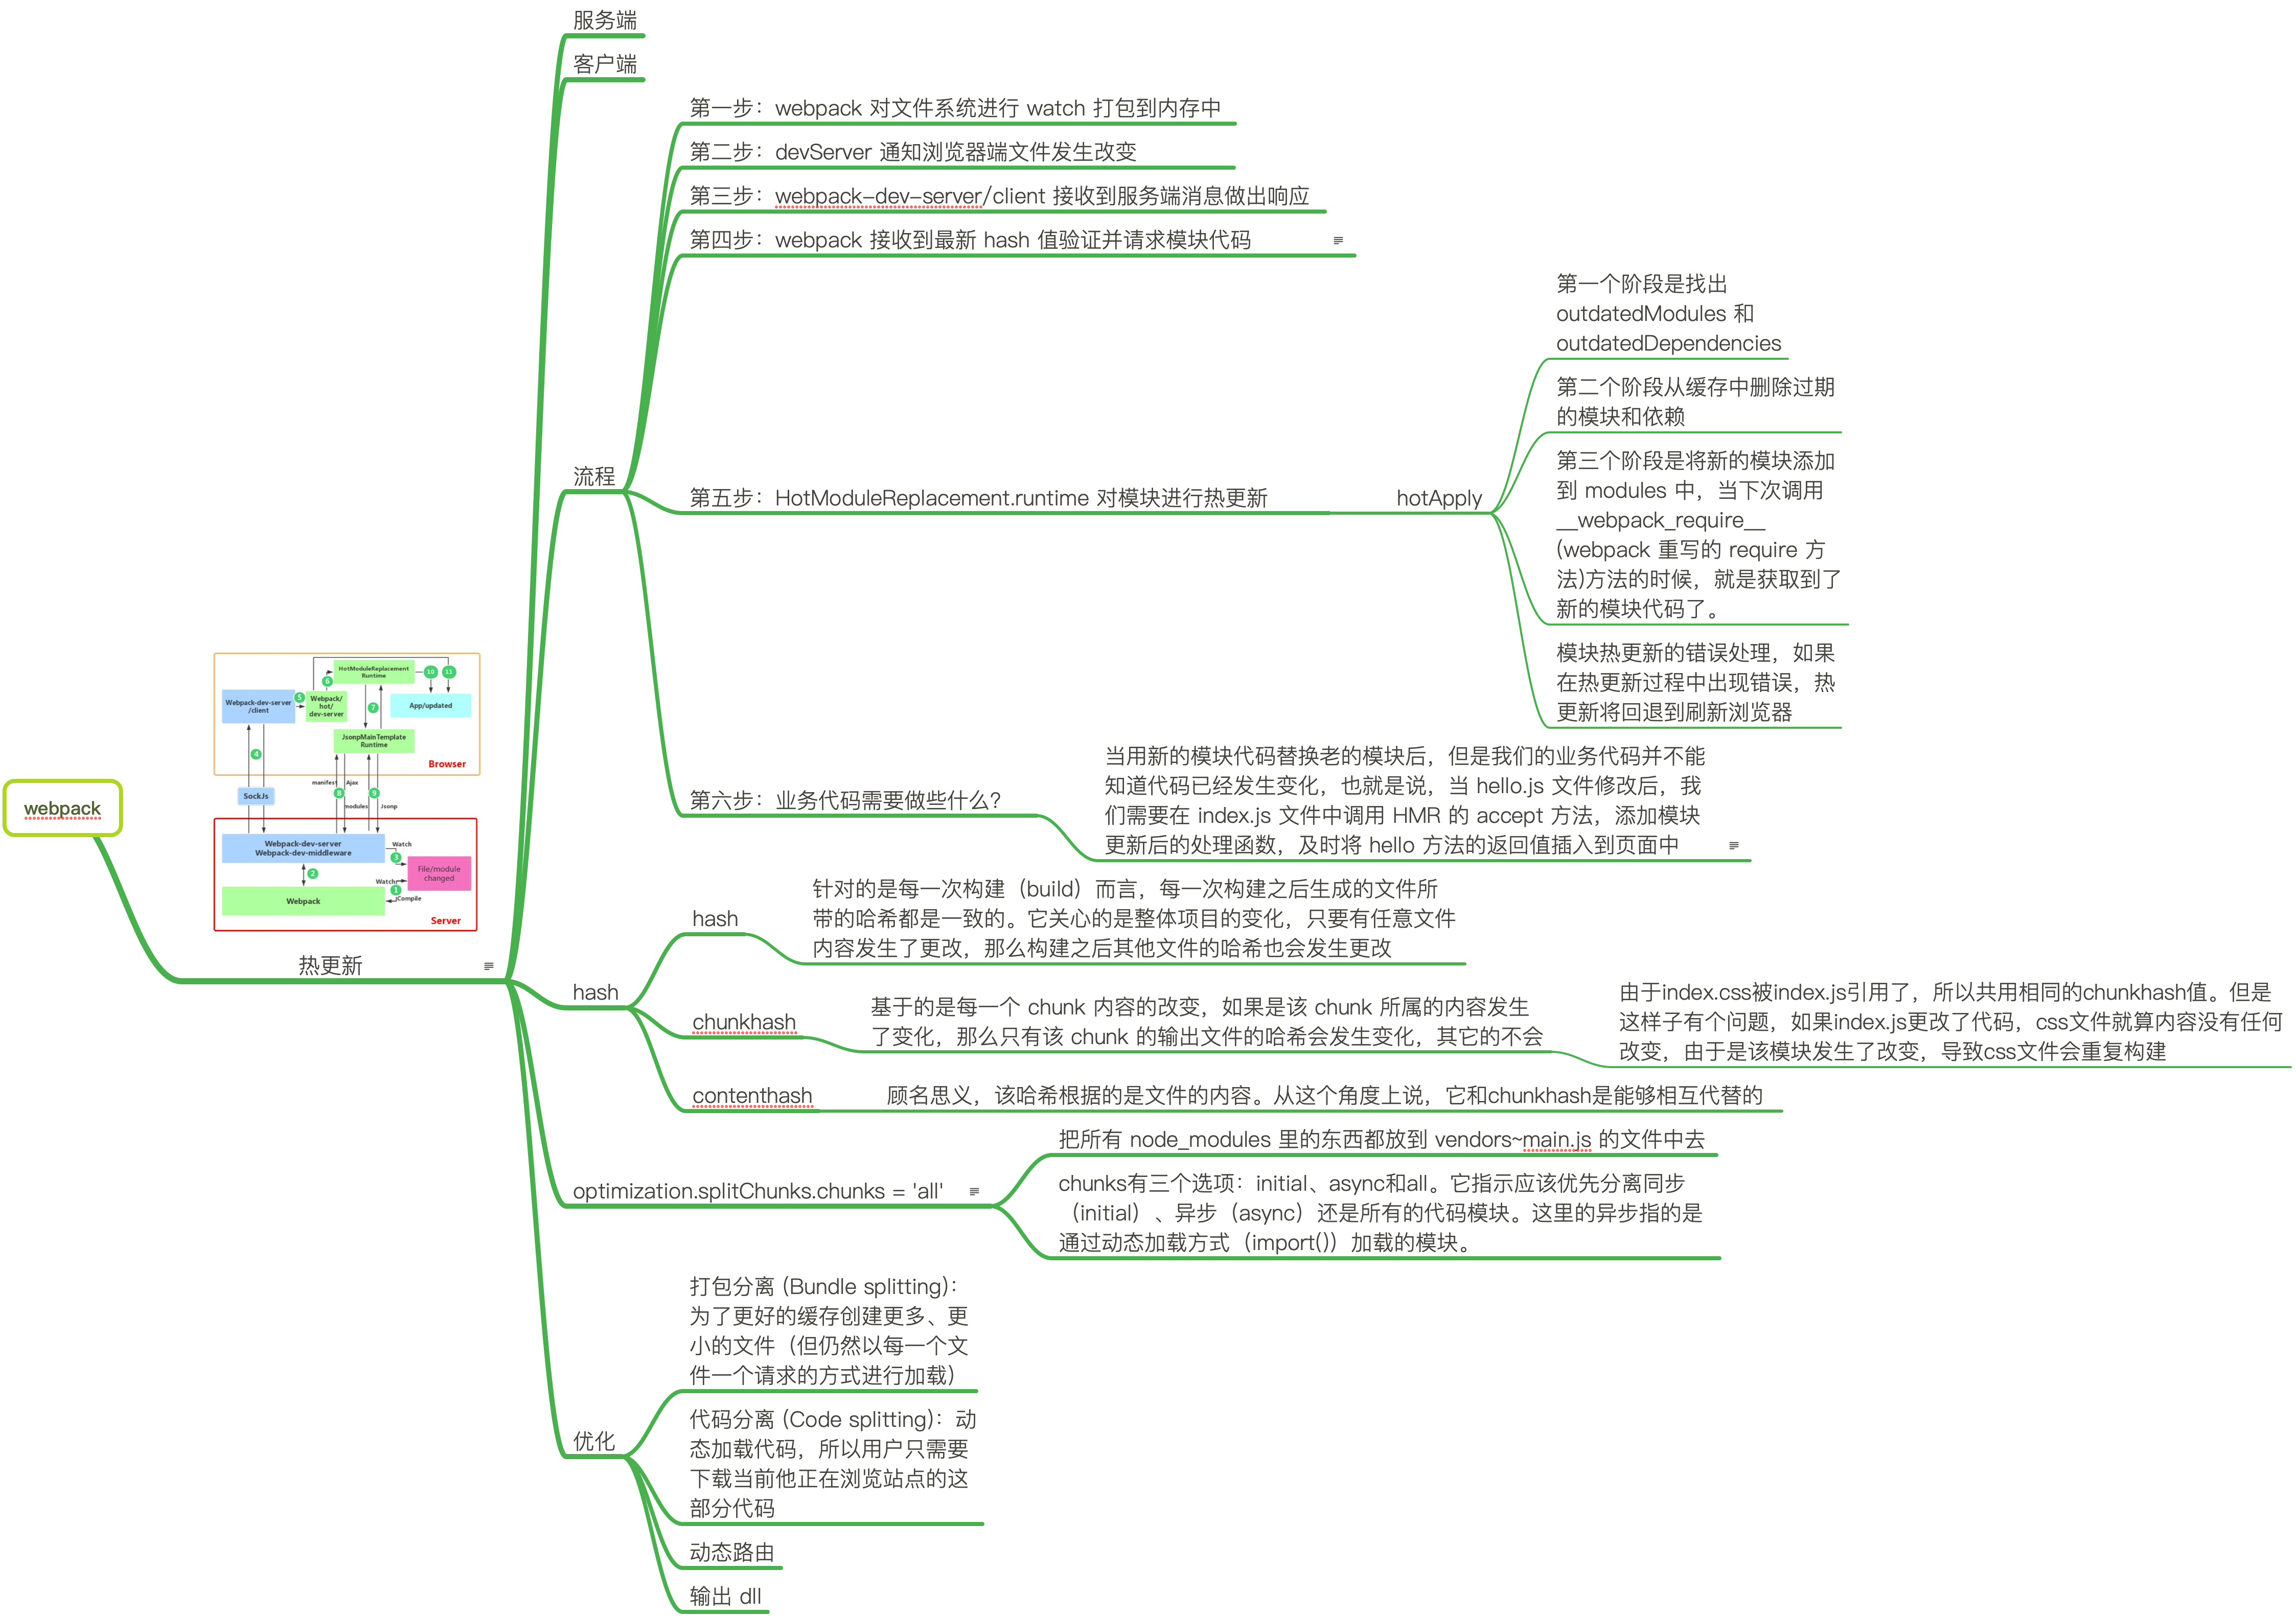 webpack
热更新
HotModuleReplacement
Runtime
10
11
6
5
Webpack-dev-server
/client
Webpack/
hot/
dev-server
App/updated
7
JsonpMainTemplate
Runtime
4
Browser
manifest
Ajax
SockJs
8
9
modules
Jsonp
Webpack-dev-server
Webpack-dev-middleware
Watch
3
File/module
changed
2
Watch
1
Compile
Webpack
Server
服务端
客户端
流程
第一步：webpack 对文件系统进行 watch 打包到内存中
第二步：devServer 通知浏览器端文件发生改变
第三步：webpack-dev-server/client 接收到服务端消息做出响应
第四步：webpack 接收到最新 hash 值验证并请求模块代码
第五步：HotModuleReplacement.runtime 对模块进行热更新
hotApply
第一个阶段是找出
outdatedModules 和
outdatedDependencies
第二个阶段从缓存中删除过期
的模块和依赖
第三个阶段是将新的模块添加
到 modules 中，当下次调用
__webpack_require__
(webpack 重写的 require 方
法)方法的时候，就是获取到了
新的模块代码了。
模块热更新的错误处理，如果
在热更新过程中出现错误，热
更新将回退到刷新浏览器
第六步：业务代码需要做些什么？
当用新的模块代码替换老的模块后，但是我们的业务代码并不能
知道代码已经发生变化，也就是说，当 hello.js 文件修改后，我
们需要在 index.js 文件中调用 HMR 的 accept 方法，添加模块
更新后的处理函数，及时将 hello 方法的返回值插入到页面中
hash
hash
针对的是每一次构建（build）而言，每一次构建之后生成的文件所
带的哈希都是一致的。它关心的是整体项目的变化，只要有任意文件
内容发生了更改，那么构建之后其他文件的哈希也会发生更改
chunkhash
基于的是每一个 chunk 内容的改变，如果是该 chunk 所属的内容发生
了变化，那么只有该 chunk 的输出文件的哈希会发生变化，其它的不会
由于index.css被index.js引用了，所以共用相同的chunkhash值。但是
这样子有个问题，如果index.js更改了代码，css文件就算内容没有任何
改变，由于是该模块发生了改变，导致css文件会重复构建
contenthash
顾名思义，该哈希根据的是文件的内容。从这个角度上说，它和chunkhash是能够相互代替的
optimization.splitChunks.chunks = 'all'
把所有 node_modules 里的东西都放到 vendors~main.js 的文件中去
chunks有三个选项：initial、async和all。它指示应该优先分离同步
（initial）、异步（async）还是所有的代码模块。这里的异步指的是
通过动态加载方式（import()）加载的模块。
优化
打包分离 (Bundle splitting)：
为了更好的缓存创建更多、更
小的文件（但仍然以每一个文
件一个请求的方式进行加载）
代码分离 (Code splitting)：动
态加载代码，所以用户只需要
下载当前他正在浏览站点的这
部分代码
动态路由
输出 dll